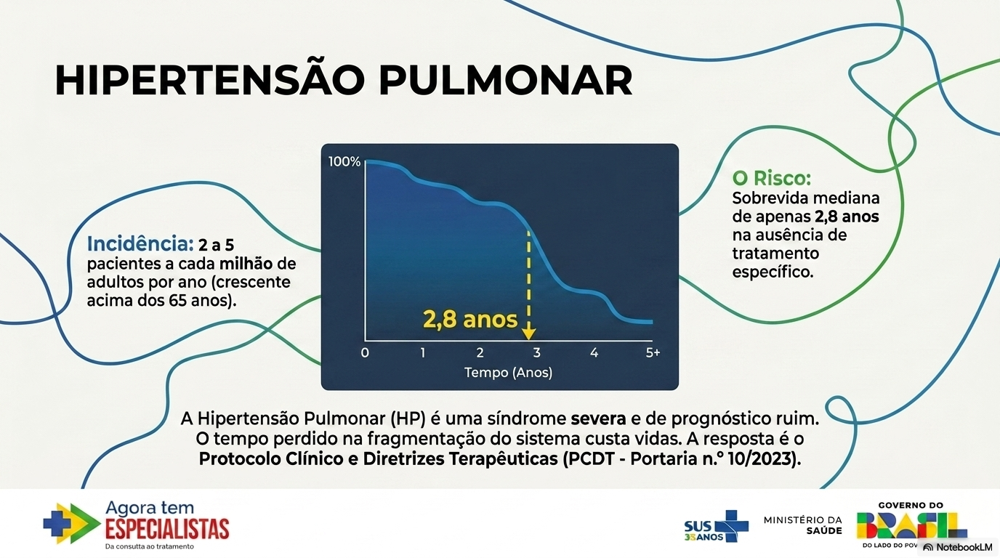 HIPERTENSÃO PULMONAR
Incidência: 2 a 5
pacientes a cada milhão de
adultos por ano (crescente
acima dos 65 anos).
100%
2,8 anos
0 1 2 3 4 5+
Tempo (Anos)
O Risco:
Sobrevida mediana
de apenas 2,8 anos
na ausência de
tratamento
específico.
A Hipertensão Pulmonar (HP) é uma síndrome severa e de prognóstico ruim.
O tempo perdido na fragmentação do sistema custa vidas. A resposta é o
Protocolo Clínico e Diretrizes Terapêuticas (PCDT - Portaria n.º 10/2023).
Agora tem
ESPECIALISTAS
Da consutta ao tratamento
SUS
ANOS
MINISTÉRIO DA
SAÚDE
GOVERNO DO
BRASIL
DO LADO DO
NotebookLM